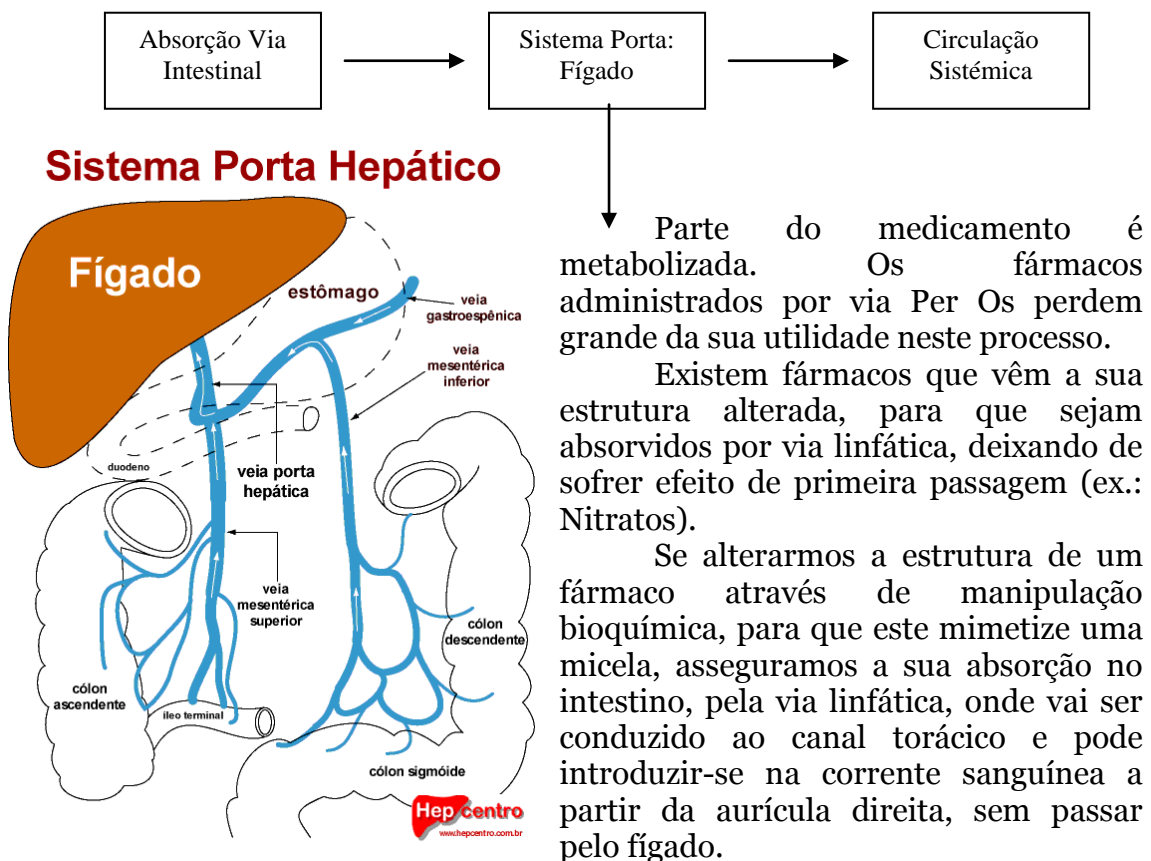 Absorção Via
Intestinal
Sistema Porta:
Fígado
Circulação
Sistémica
Sistema Porta Hepático
Fígado
estômago
veia
gastroespênica
veia
mesentérica
inferior
duodeno
veia porta
hepática
veia
mesentérica
superior
cólon
descendente
cólon
ascendente
íleo terminal
cólon sigmóide
Hep centro
www.hepcentro.com.br
Parte do medicamento é
metabolizada. Os fármacos
administrados por via Per Os perdem
grande da sua utilidade neste processo.
Existem fármacos que vêm a sua
estrutura alterada, para que sejam
absorvidos por via linfática, deixando de
sofrer efeito de primeira passagem (ex.:
Nitratos).
Se alterarmos a estrutura de um
fármaco através de manipulação
bioquímica, para que este mimetize uma
micela, asseguramos a sua absorção no
intestino, pela via linfática, onde vai ser
conduzido ao canal torácico e pode
introduzir-se na corrente sanguínea a
partir da aurícula direita, sem passar
pelo fígado.